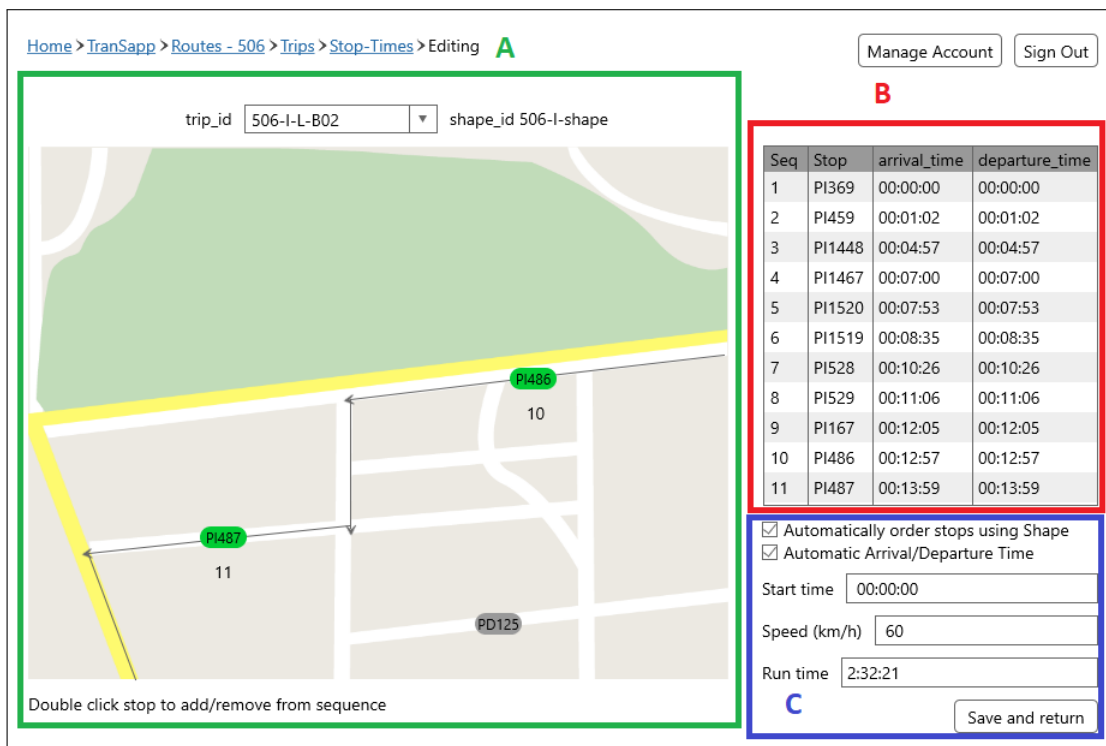 Home > TranSapp > Routes - 506 > Trips > Stop-Times > Editing
A
Manage Account
Sign Out
B
trip_id 506-I-L-B02 shape_id 506-I-shape
PI486
10
PI487
11
PD125
Double click stop to add/remove from sequence
Seq Stop arrival_time departure_time
1 PI369 00:00:00 00:00:00
2 PI459 00:01:02 00:01:02
3 PI1448 00:04:57 00:04:57
4 PI1467 00:07:00 00:07:00
5 PI1520 00:07:53 00:07:53
6 PI1519 00:08:35 00:08:35
7 PI528 00:10:26 00:10:26
8 PI529 00:11:06 00:11:06
9 PI167 00:12:05 00:12:05
10 PI486 00:12:57 00:12:57
11 PI487 00:13:59 00:13:59
Automatically order stops using Shape
Automatic Arrival/Departure Time
Start time 00:00:00
Speed (km/h) 60
Run time 2:32:21
C
Save and return